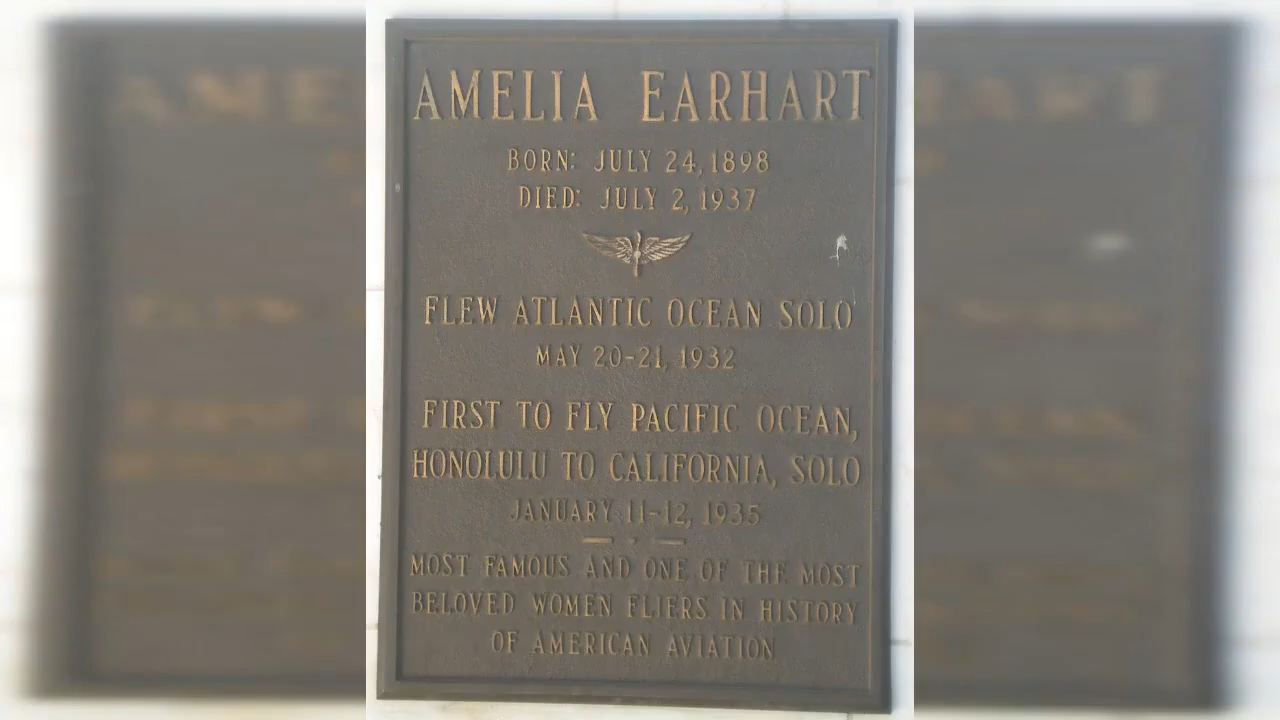 AMELIA EARHART
BORN: JULY 24, 1898
DIED: JULY 2, 1937
FLEW ATLANTIC OCEAN SOLO
MAY 20-21, 1932
FIRST TO FLY PACIFIC OCEAN,
HONOLULU TO CALIFORNIA, SOLO
JANUARY 11-12, 1935
MOST FAMOUS AND ONE OF THE MOST
BELOVED WOMEN FLIERS IN HISTORY
OF AMERICAN AVIATION